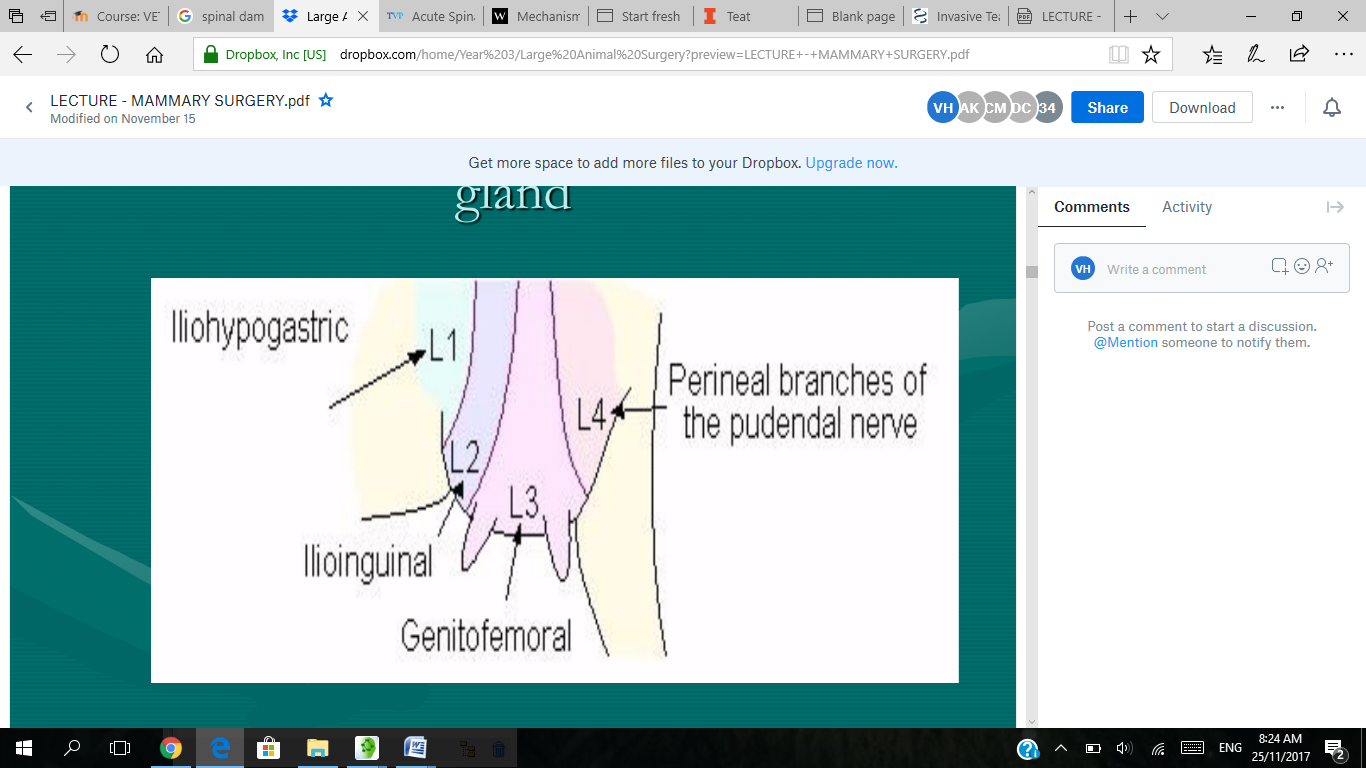 Course: VE
spinal dam
Large A
TVP Acute Spin
W Mechanism
Start fresh
Teat
Blank page
Invasive Tea
LECTURE -
Dropbox, Inc [US] dropbox.com/home/Year%203/Large%20Animal%20Surgery?preview=LECTURE+-+MAMMARY+SURGERY.pdf
LECTURE - MAMMARY SURGERY.pdf
Modified on November 15
VH AK CM DC 34
Share
Download
Get more space to add more files to your Dropbox. Upgrade now.
gland
Iliohypogastric
L1
L2
L3
L4
Perineal branches of
the pudendal nerve
Ilioinguinal
Genitofemoral
Comments
Activity
VH Write a comment
Post a comment to start a discussion.
@Mention someone to notify them.
ENG
8:24 AM
25/11/2017
2